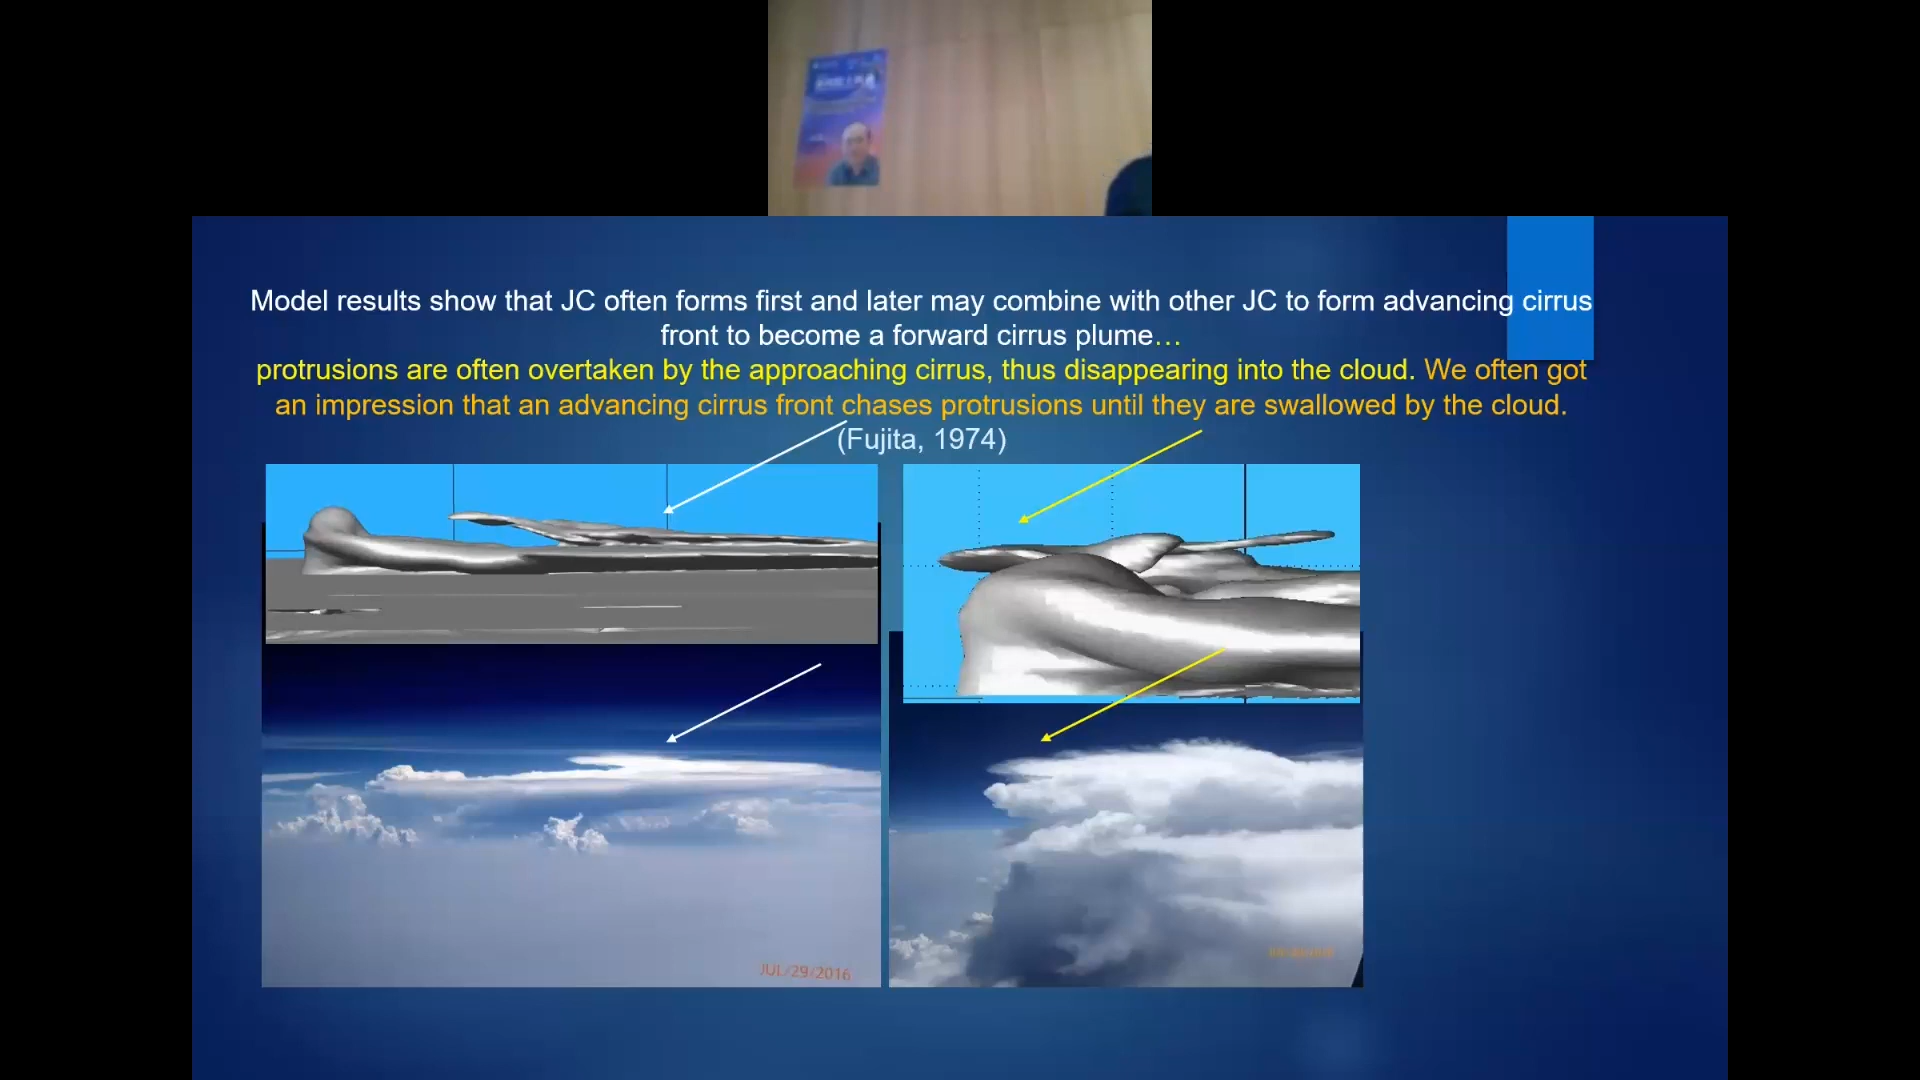 Model results show that JC often forms first and later may combine with other JC to form advancing cirrus
front to become a forward cirrus plume…
protrusions are often overtaken by the approaching cirrus, thus disappearing into the cloud. We often got
an impression that an advancing cirrus front chases protrusions until they are swallowed by the cloud.
(Fujita, 1974)
JUL/29/2016